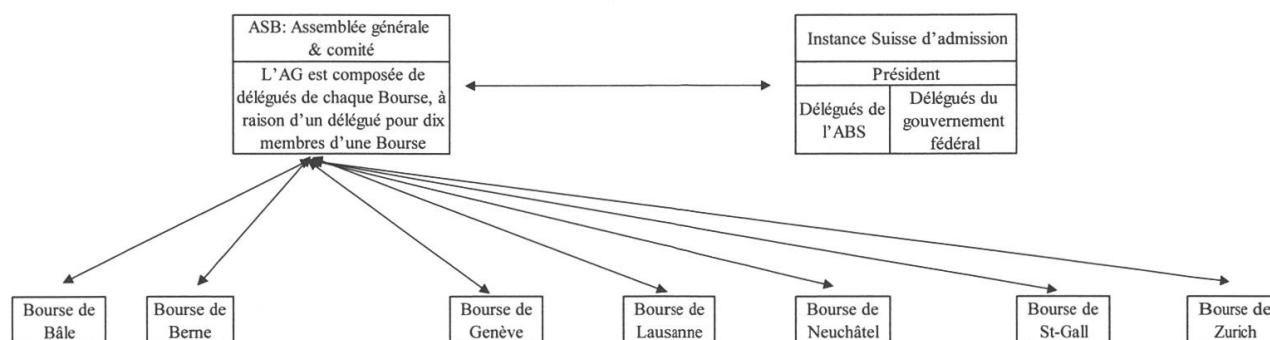 ASB: Assemblée générale
& comité
L'AG est composée de
délégués de chaque Bourse, à
raison d'un délégué pour dix
membres d'une Bourse
Instance Suisse d'admission
Président
Délégués de
l'ABS
Délégués du
gouvernement
fédéral
Bourse de
Bâle
Bourse de
Berne
Bourse de
Genève
Bourse de
Lausanne
Bourse de
Neuchâtel
Bourse de
St-Gall
Bourse de
Zurich